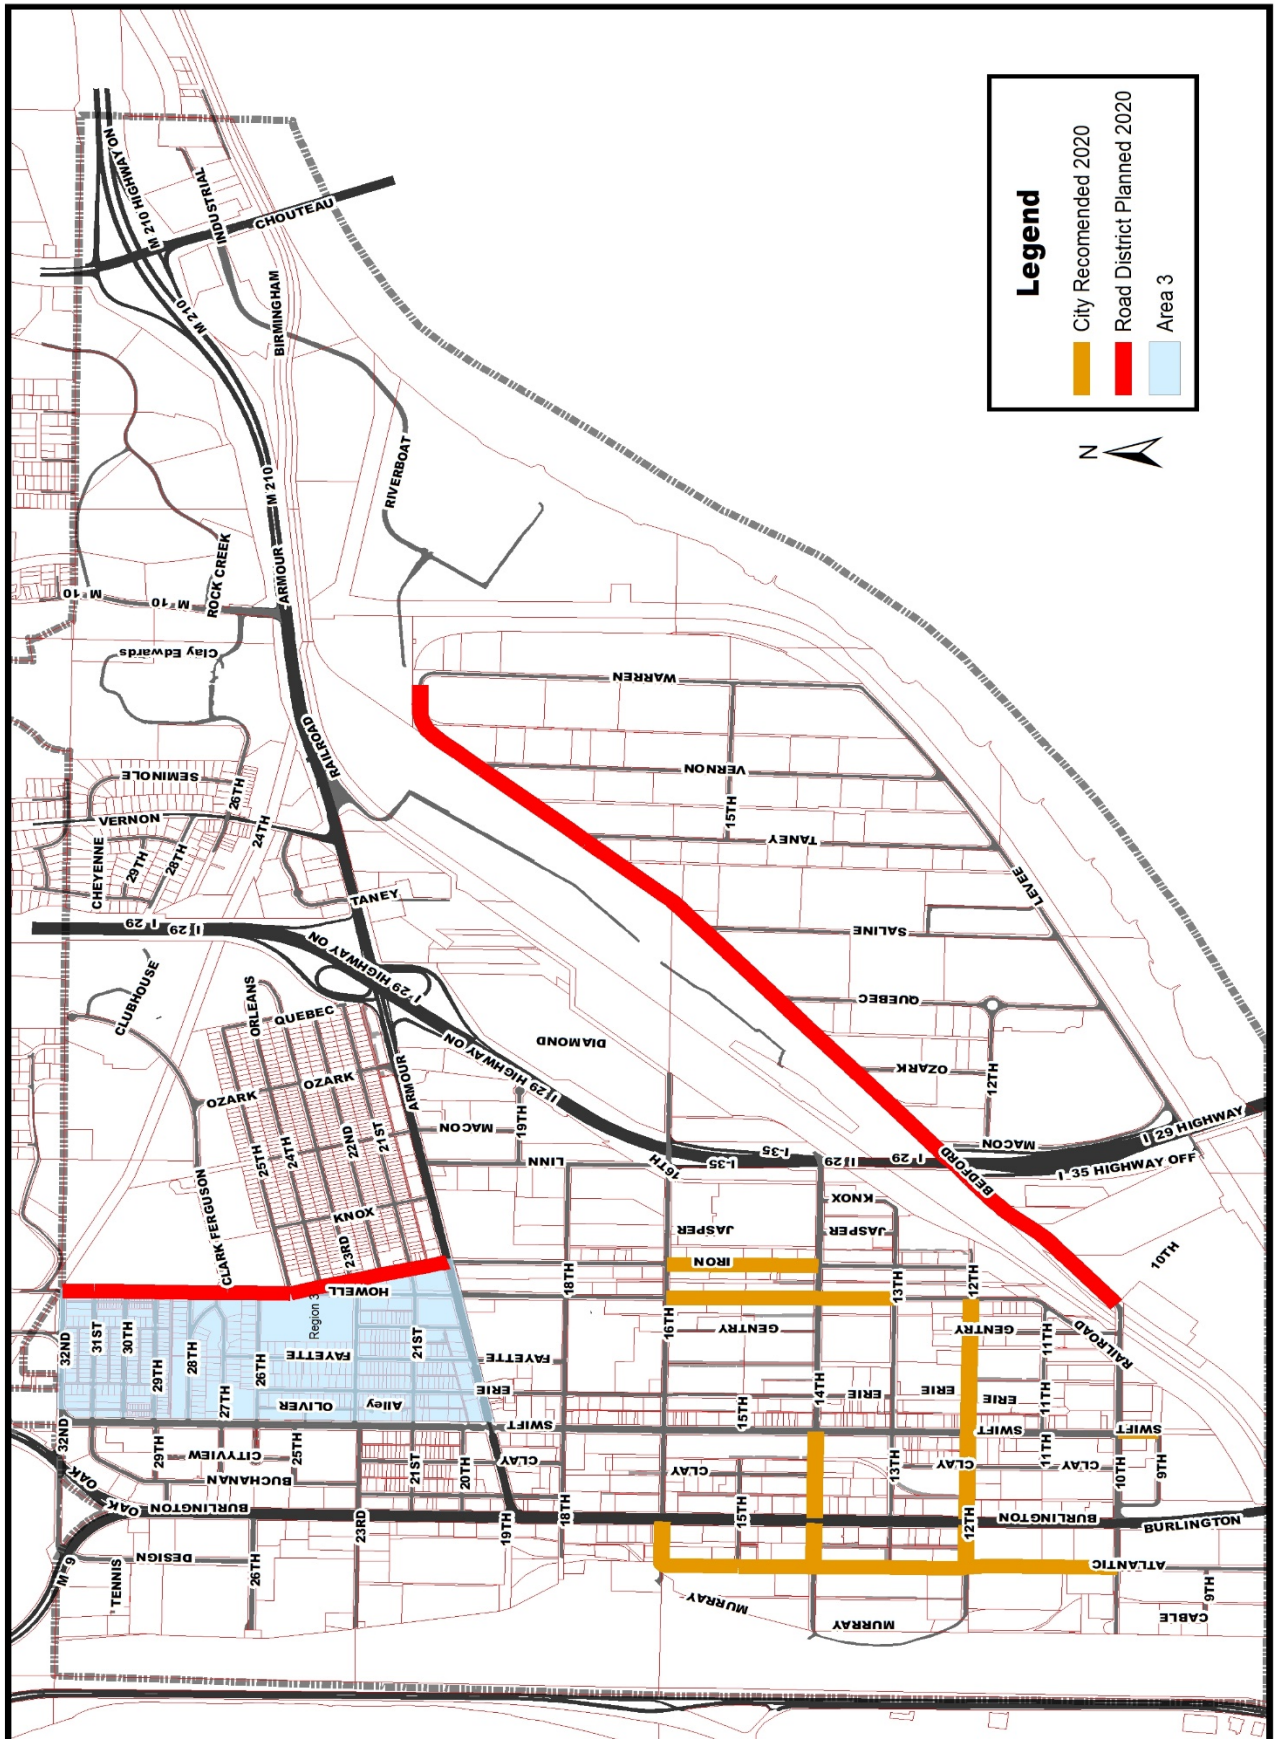 M 210 HIGHWAY ON
M 210 HIGHWAY ON
INDUSTRIAL
CHOUTEAU
M 210
BIRMINGHAM
RIVERBOAT
M 210
ARMOUR
ROCK CREEK
M 10
M 10
Clay Edwards
RAILROAD
WARREN
SEMINOLE
26TH
VERNON
24TH
CHEYENNE
29TH
28TH
VERNON
15TH
TANEY
TANEY
LEVEE
I 29
I 29
I 29 HIGHWAY ON
I 29 HIGHWAY ON
SALINE
CLUBHOUSE
ORLEANS
QUEBEC
QUEBEC
DIAMOND
OZARK
OZARK
OZARK
12TH
ARMOUR
MACON
19TH
MACON
I 29 HIGHWAY
25TH
24TH
22ND
21ST
LINN
16TH
I-35
I-35
I 29
I 29
BEDFORD
I 35 HIGHWAY OFF
CLARK FERGUSON
KNOX
23RD
KNOX
JASPER
JASPER
10TH
HOWELL
IRON
18TH
13TH
12TH
Region 3
32ND
31ST
30TH
29TH
28TH
27TH
26TH
FAYETTE
21ST
FAYETTE
16TH
GENTRY
GENTRY
11TH
RAILROAD
OLIVER
Alley
ERIE
14TH
ERIE
ERIE
ERIE
11TH
32ND
SWIFT
15TH
SWIFT
11TH
SWIFT
29TH
CITYVIEW
25TH
21ST
20TH
CLAY
CLAY
13TH
CLAY
CLAY
10TH
9TH
OAK
OAK
BUCHANAN
BURLINGTON
23RD
19TH
18TH
15TH
12TH
BURLINGTON
BURLINGTON
M-9
DESIGN
TENNIS
26TH
ATLANTIC
MURRAY
MURRAY
9TH
CABLE
N
Legend
City Recomended 2020
Road District Planned 2020
Area 3